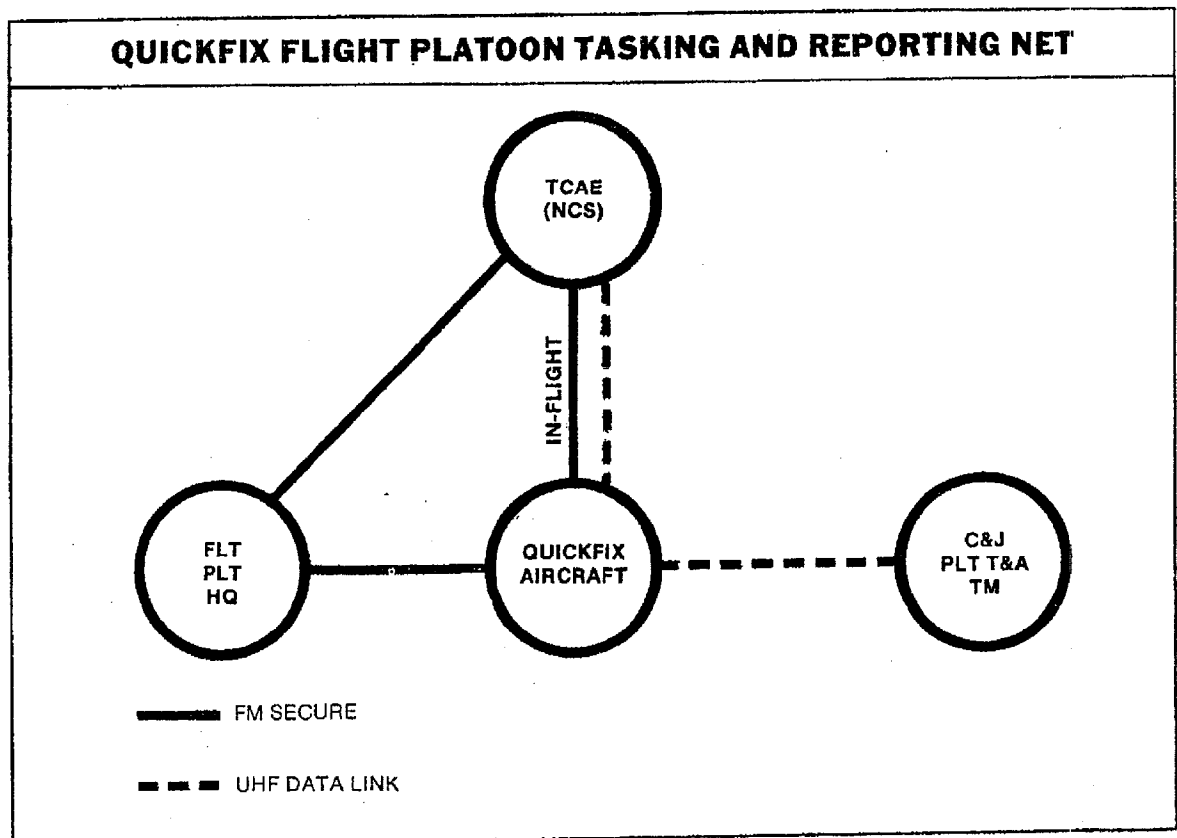 QUICKFIX FLIGHT PLATOON TASKING AND REPORTING NET
TCAE
(NCS)
IN-FLIGHT
FLT
PLT
HQ
QUICKFIX
AIRCRAFT
C&J
PLT T&A
TM
FM SECURE
UHF DATA LINK